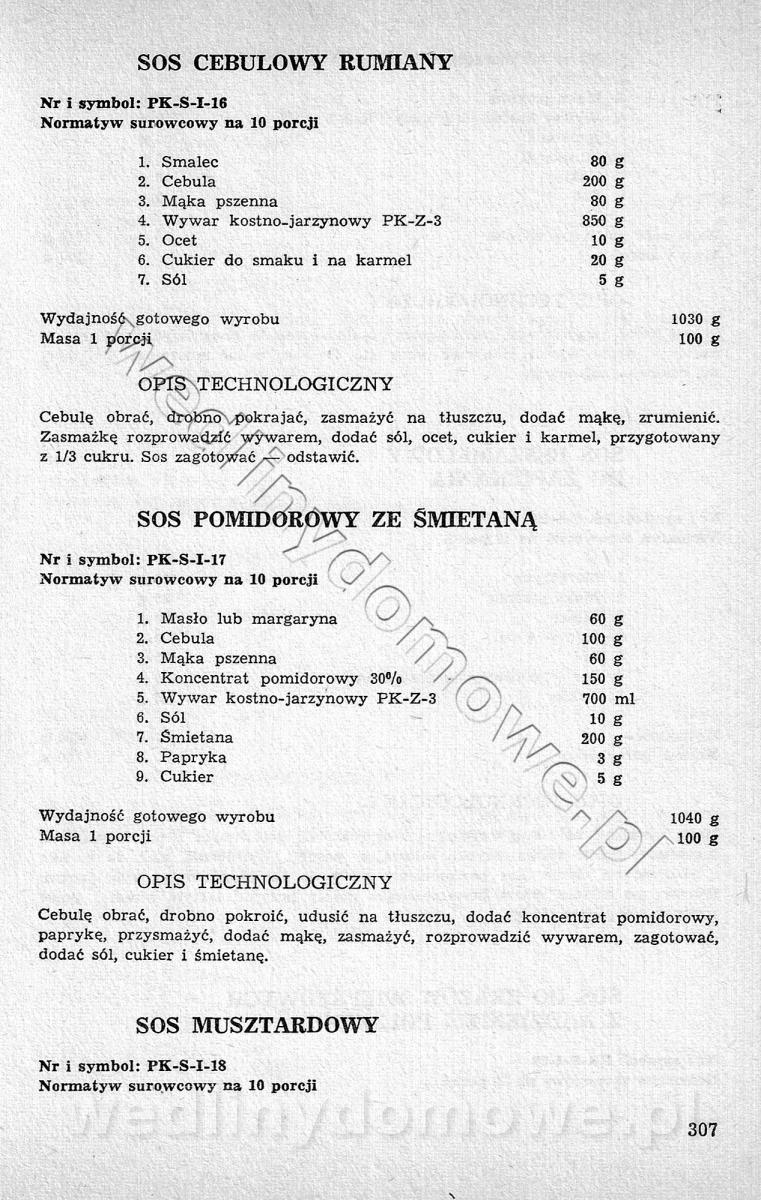 SOS CEBULOWY RUMIANY
Nr i symbol: PK-S-I-16
Normatyw surowcowy na 10 porcji
1. Smalec 80 g
2. Cebula 200 g
3. Mąka pszenna 80 g
4. Wywar kostno-jarzynowy PK-Z-3 850 g
5. Ocet 10 g
6. Cukier do smaku i na karmel 20 g
7. Sól 5 g
Wydajność gotowego wyrobu 1030 g
Masa 1 porcji 100 g
OPIS TECHNOLOGICZNY
Cebulę obrać, drobno pokrajać, zasmażyć na tłuszczu, dodać mąkę, zrumienić.
Zasmażkę rozprowadzić wywarem, dodać sól, ocet, cukier i karmel, przygotowany
z 1/3 cukru. Sos zagotować — odstawić.
SOS POMIDOROWY ZE ŚMIETANĄ
Nr i symbol: PK-S-I-17
Normatyw surowcowy na 10 porcji
1. Masło lub margaryna 60 g
2. Cebula 100 g
3. Mąka pszenna 60 g
4. Koncentrat pomidorowy 30% 150 g
5. Wywar kostno-jarzynowy PK-Z-3 700 ml
6. Sól 10 g
7. Śmietana 200 g
8. Papryka 3 g
9. Cukier 5 g
Wydajność gotowego wyrobu 1040 g
Masa 1 porcji 100 g
OPIS TECHNOLOGICZNY
Cebulę obrać, drobno pokroić, udusić na tłuszczu, dodać koncentrat pomidorowy,
paprykę, przysmażyć, dodać mąkę, zasmażyć, rozprowadzić wywarem, zagotować,
dodać sól, cukier i śmietanę.
SOS MUSZTARDOWY
Nr i symbol: PK-S-I-18
Normatyw surowcowy na 10 porcji
307
wedlinydomowe.pl
wedlinydomowe.pl